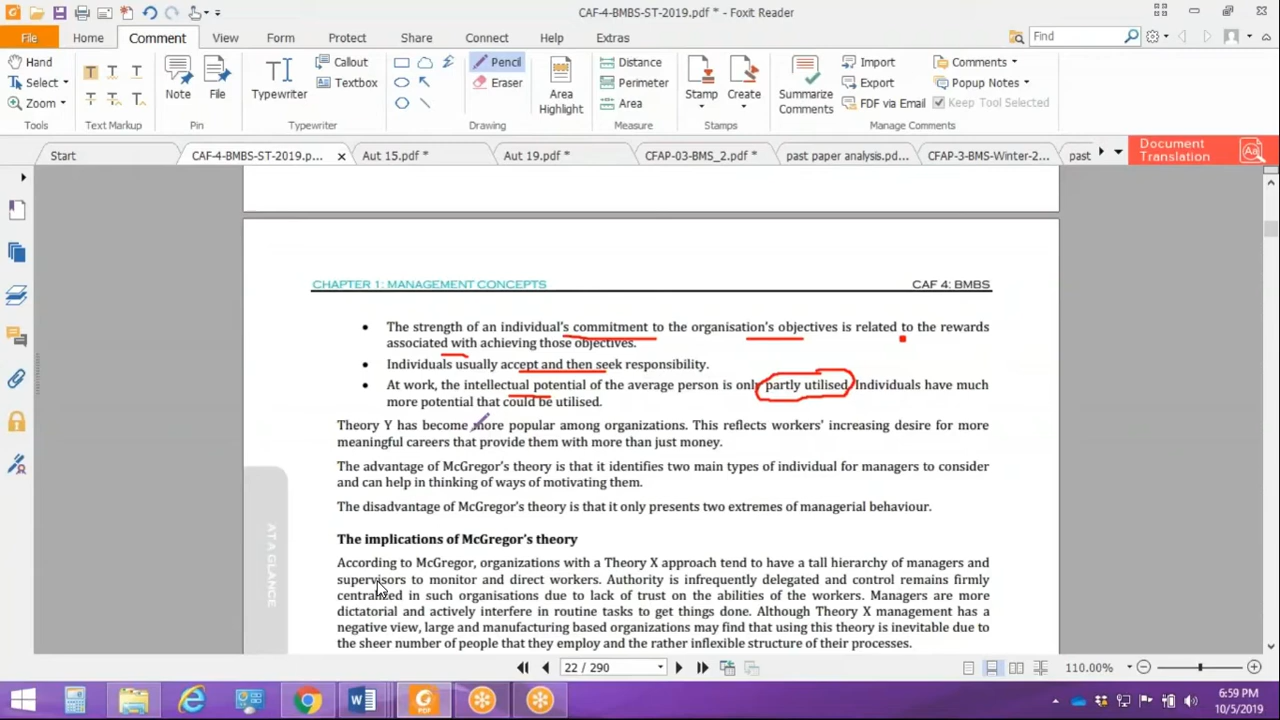 CAF-4-BMBS-ST-2019.pdf * - Foxit Reader
File Home Comment View Form Protect Share Connect Help Extras Find
Hand Select Zoom Tools
T T T T T T Text Markup
Note File Pin
Typewriter Callout Textbox Typewriter
Pencil Eraser Drawing
Area Highlight
Distance Perimeter Area Measure
Stamp Create Stamps
Summarize Comments
Import Export FDF via Email
Comments Popup Notes Keep Tool Selected Manage Comments
Start CAF-4-BMBS-ST-2019.p... × Aut 15.pdf * Aut 19.pdf * CFAP-03-BMS_2.pdf * past paper analysis.pd... CFAP-3-BMS-Winter-2... past
Document Translation
CHAPTER 1: MANAGEMENT CONCEPTS CAF 4: BMBS
• The strength of an individual's commitment to the organisation's objectives is related to the rewards
associated with achieving those objectives.
• Individuals usually accept and then seek responsibility.
• At work, the intellectual potential of the average person is only partly utilised. Individuals have much
more potential that could be utilised.
Theory Y has become more popular among organizations. This reflects workers' increasing desire for more
meaningful careers that provide them with more than just money.
The advantage of McGregor's theory is that it identifies two main types of individual for managers to consider
and can help in thinking of ways of motivating them.
The disadvantage of McGregor's theory is that it only presents two extremes of managerial behaviour.
The implications of McGregor's theory
According to McGregor, organizations with a Theory X approach tend to have a tall hierarchy of managers and
supervisors to monitor and direct workers. Authority is infrequently delegated and control remains firmly
centralized in such organisations due to lack of trust on the abilities of the workers. Managers are more
dictatorial and actively interfere in routine tasks to get things done. Although Theory X management has a
negative view, large and manufacturing based organizations may find that using this theory is inevitable due to
the sheer number of people that they employ and the rather inflexible structure of their processes.
AT A GLANCE
22 / 290
110.00%
6:59 PM
10/5/2019